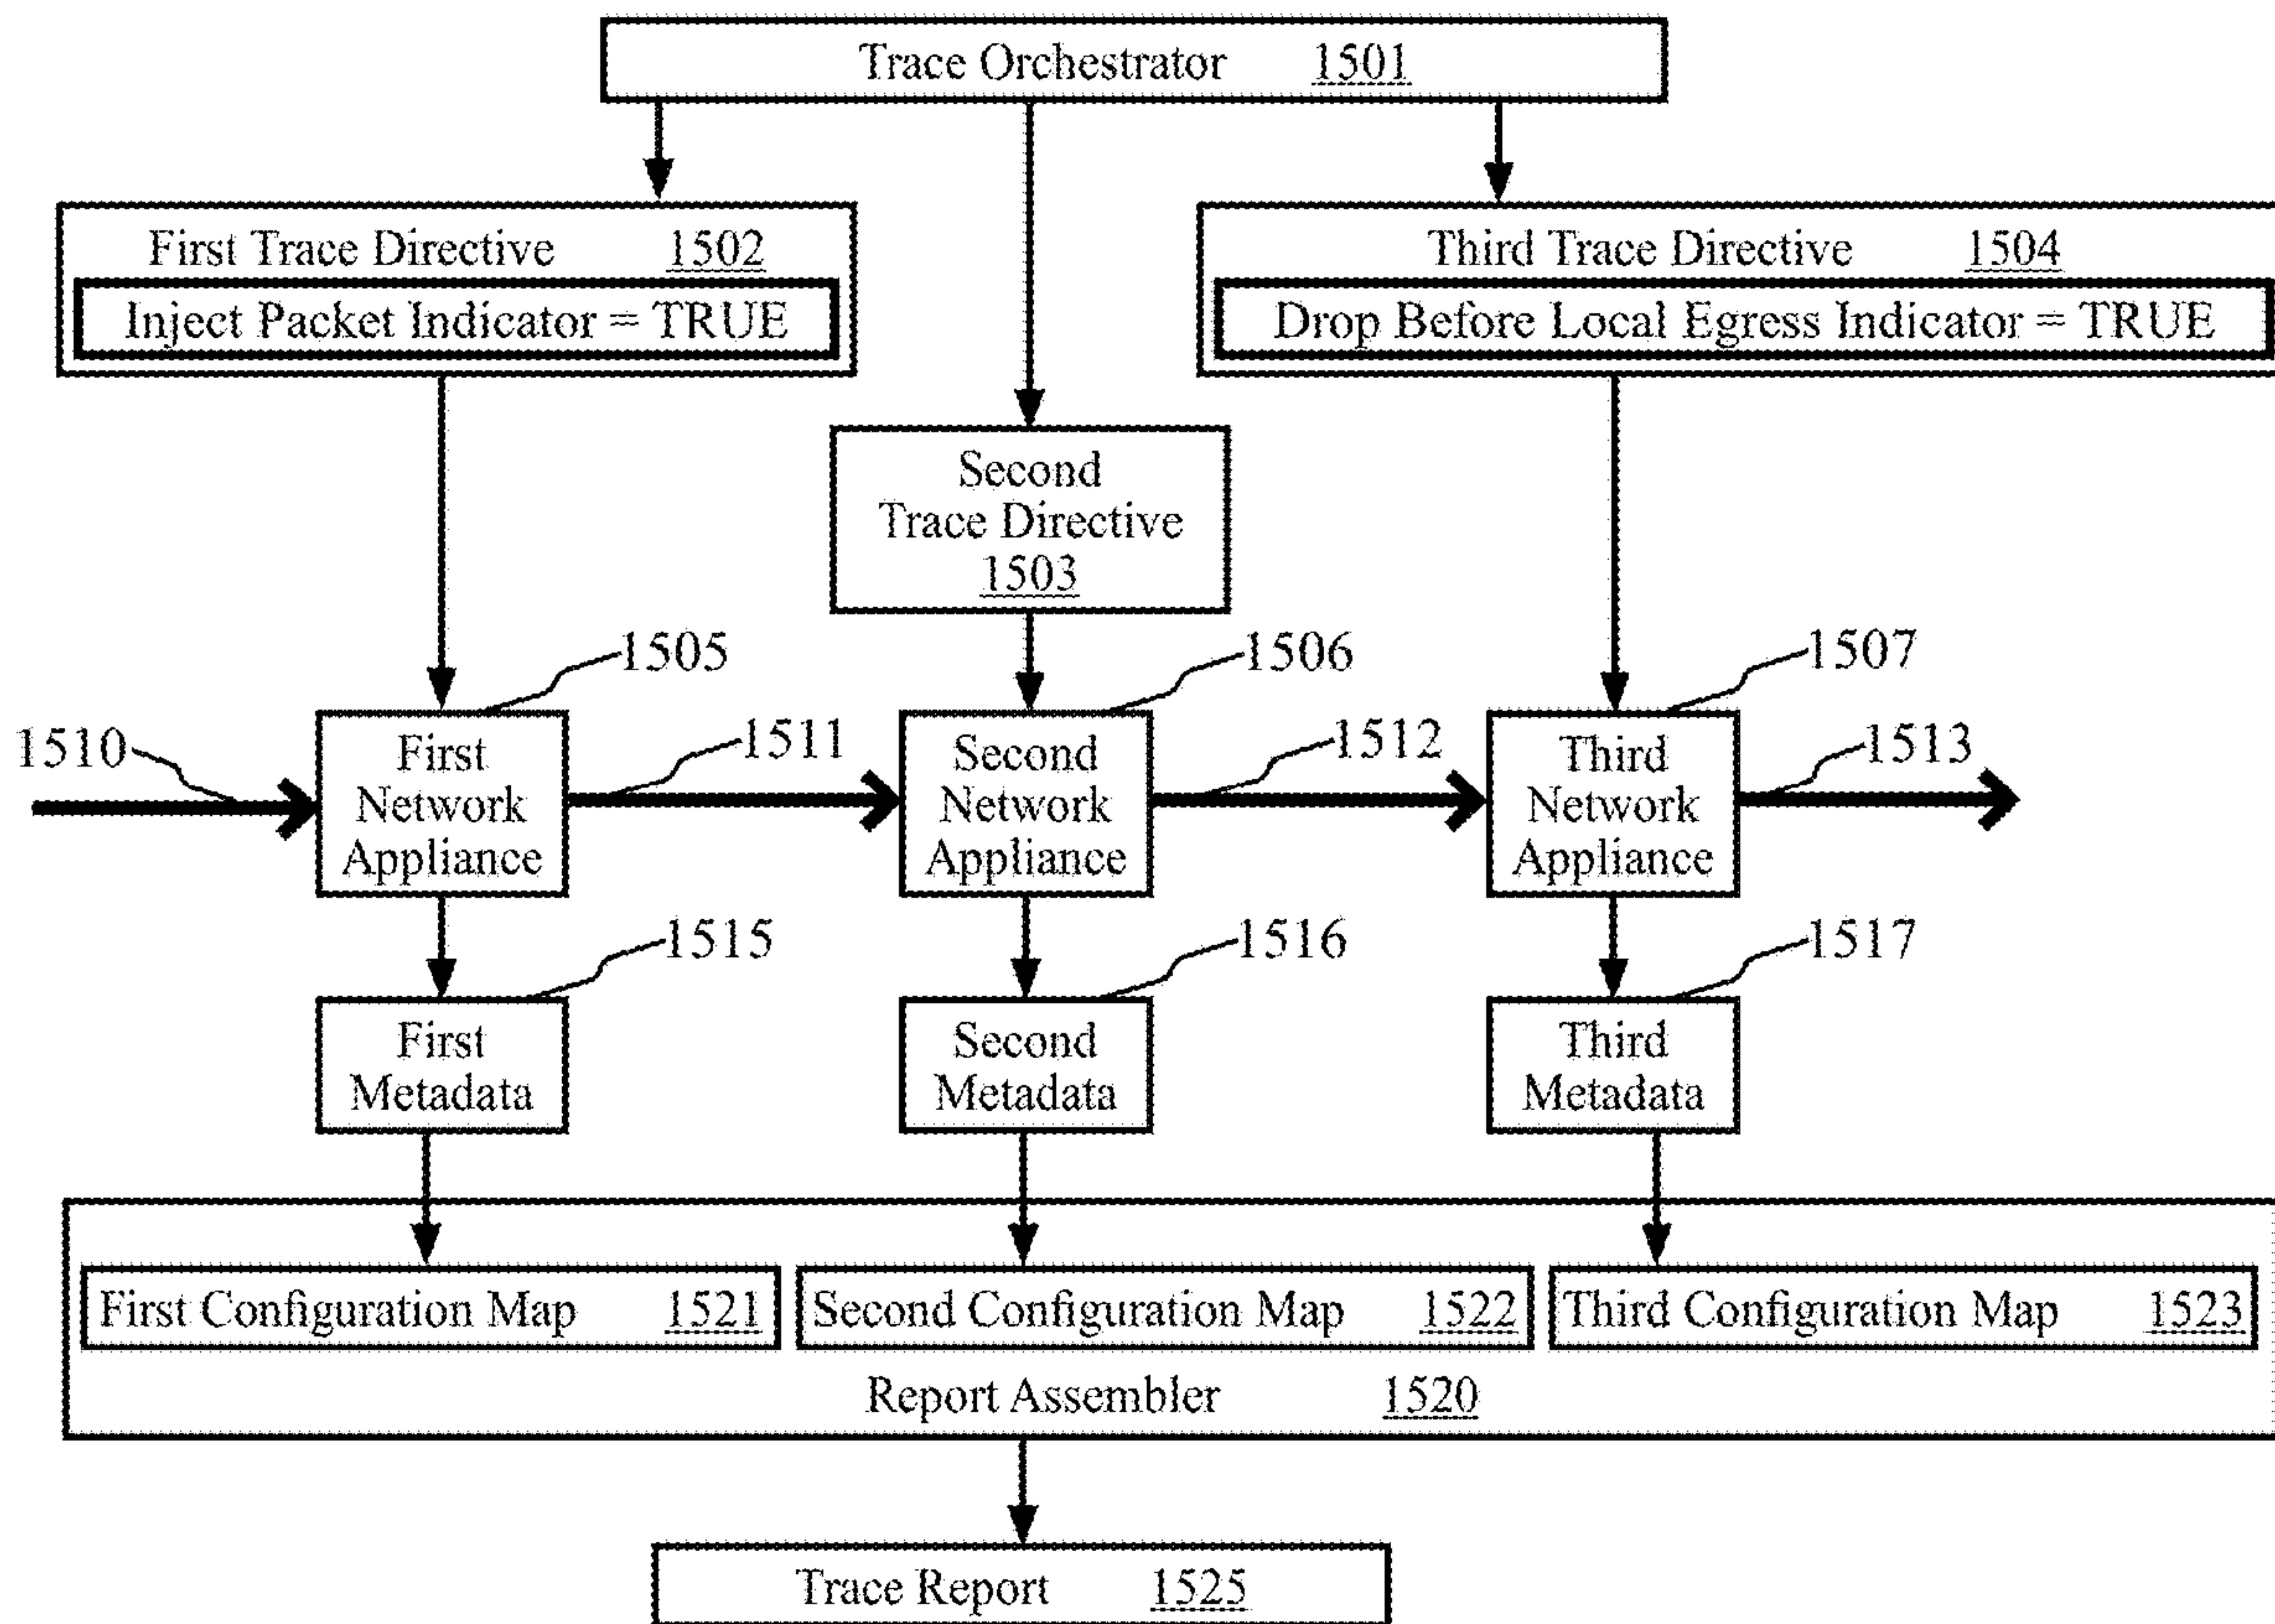 Trace Orchestrator 1501
First Trace Directive 1502
Inject Packet Indicator = TRUE
Third Trace Directive 1504
Drop Before Local Egress Indicator = TRUE
Second
Trace Directive
1503
1505
1506
1507
1510
First
Network
Appliance
1511
Second
Network
Appliance
1512
Third
Network
Appliance
1513
1515
1516
1517
First
Metadata
Second
Metadata
Third
Metadata
First Configuration Map 1521
Second Configuration Map 1522
Third Configuration Map 1523
Report Assembler 1520
Trace Report 1525